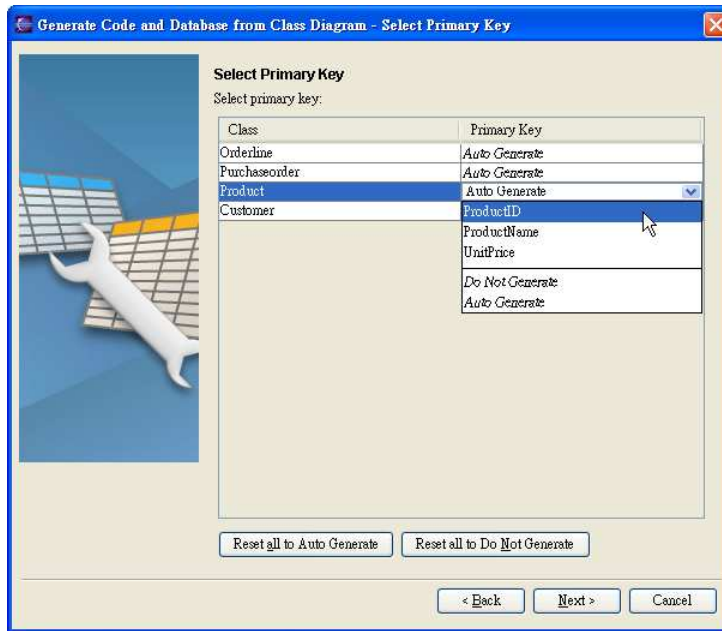 Generate Code and Database from Class Diagram - Select Primary Key
Select Primary Key
Select primary key:
Class Primary Key
Orderline Auto Generate
Purchaseorder Auto Generate
Product Auto Generate
Customer ProductID
ProductName
UnitPrice
Do Not Generate
Auto Generate
Reset all to Auto Generate Reset all to Do Not Generate
< Back Next > Cancel